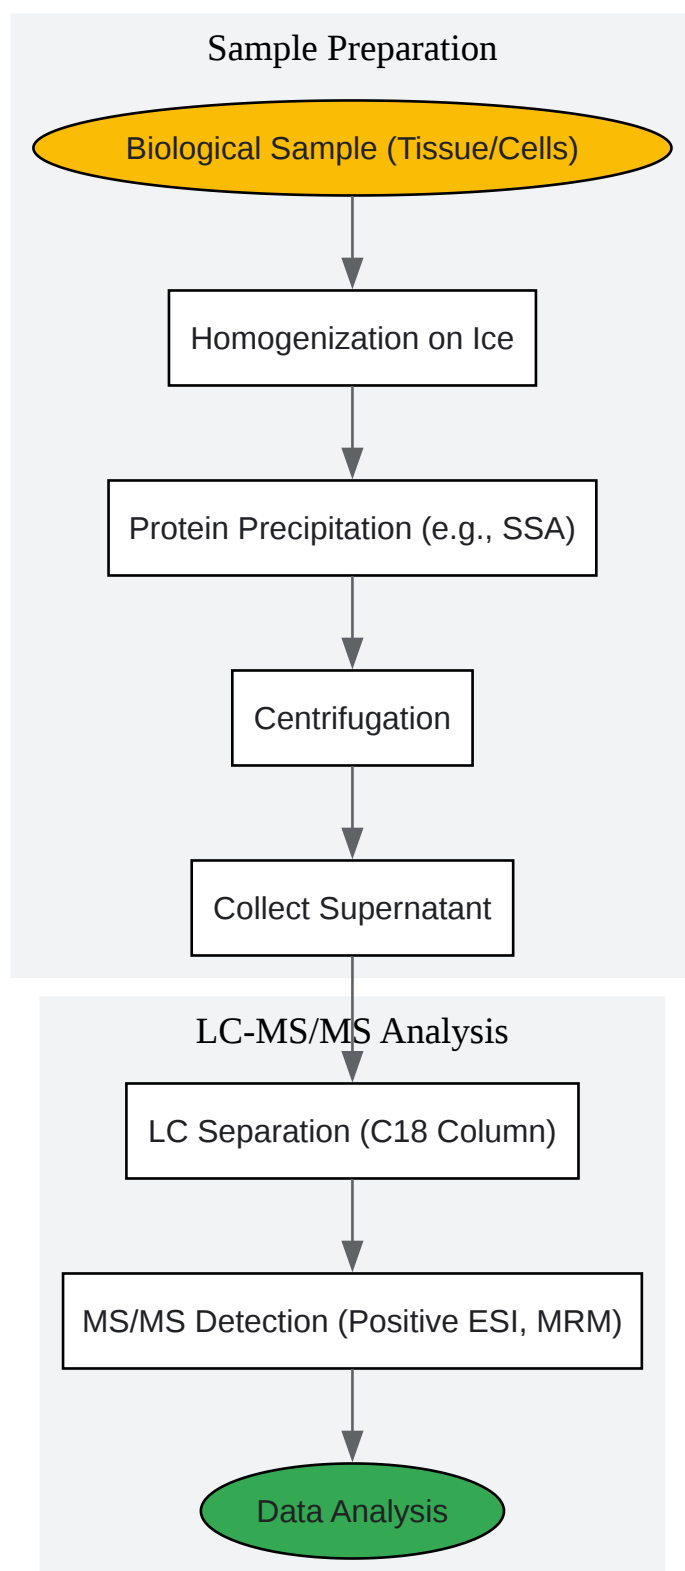 Sample Preparation
Biological Sample (Tissue/Cells)
Homogenization on Ice
Protein Precipitation (e.g., SSA)
Centrifugation
Collect Supernatant
LC-MS/MS Analysis
LC Separation (C18 Column)
MS/MS Detection (Positive ESI, MRM)
Data Analysis